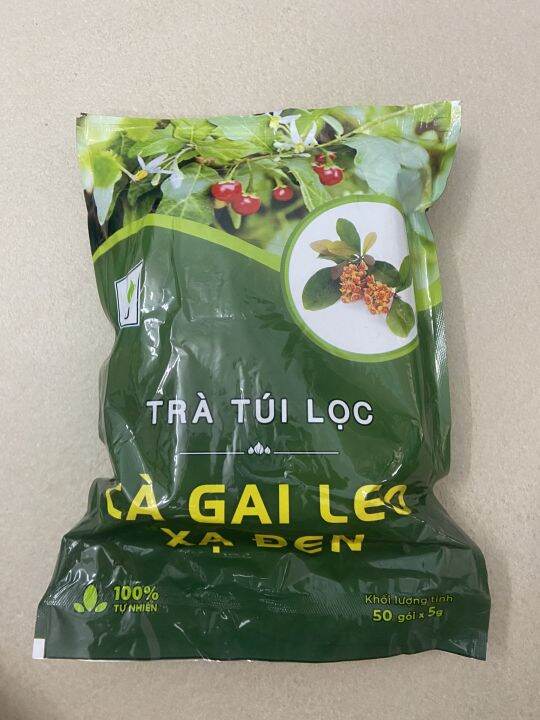 TRÀ TÚI LỌC
CÀ GAI LEO
XẠ ĐEN
100%
TỰ NHIÊN
Khối lượng tịnh
50 gói x 5g